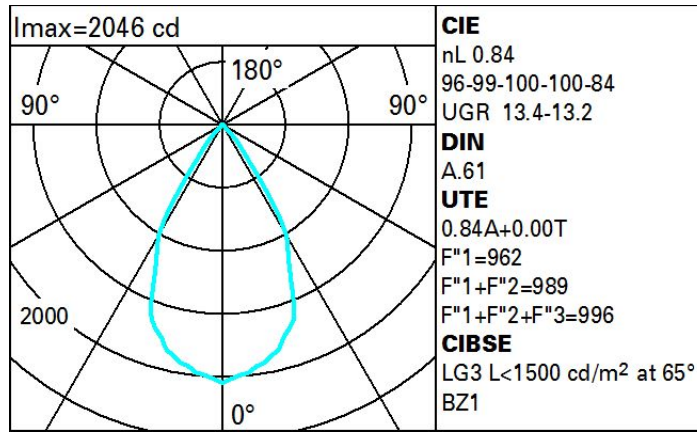 Imax=2046 cd
180°
90°
90°
2000
0°
CIE
nL 0.84
96-99-100-100-84
UGR 13.4-13.2
DIN
A.61
UTE
0.84A+0.00T
F"1=962
F"1+F"2=989
F"1+F"2+F"3=996
CIBSE
LG3 L<1500 cd/m² at 65°
BZ1